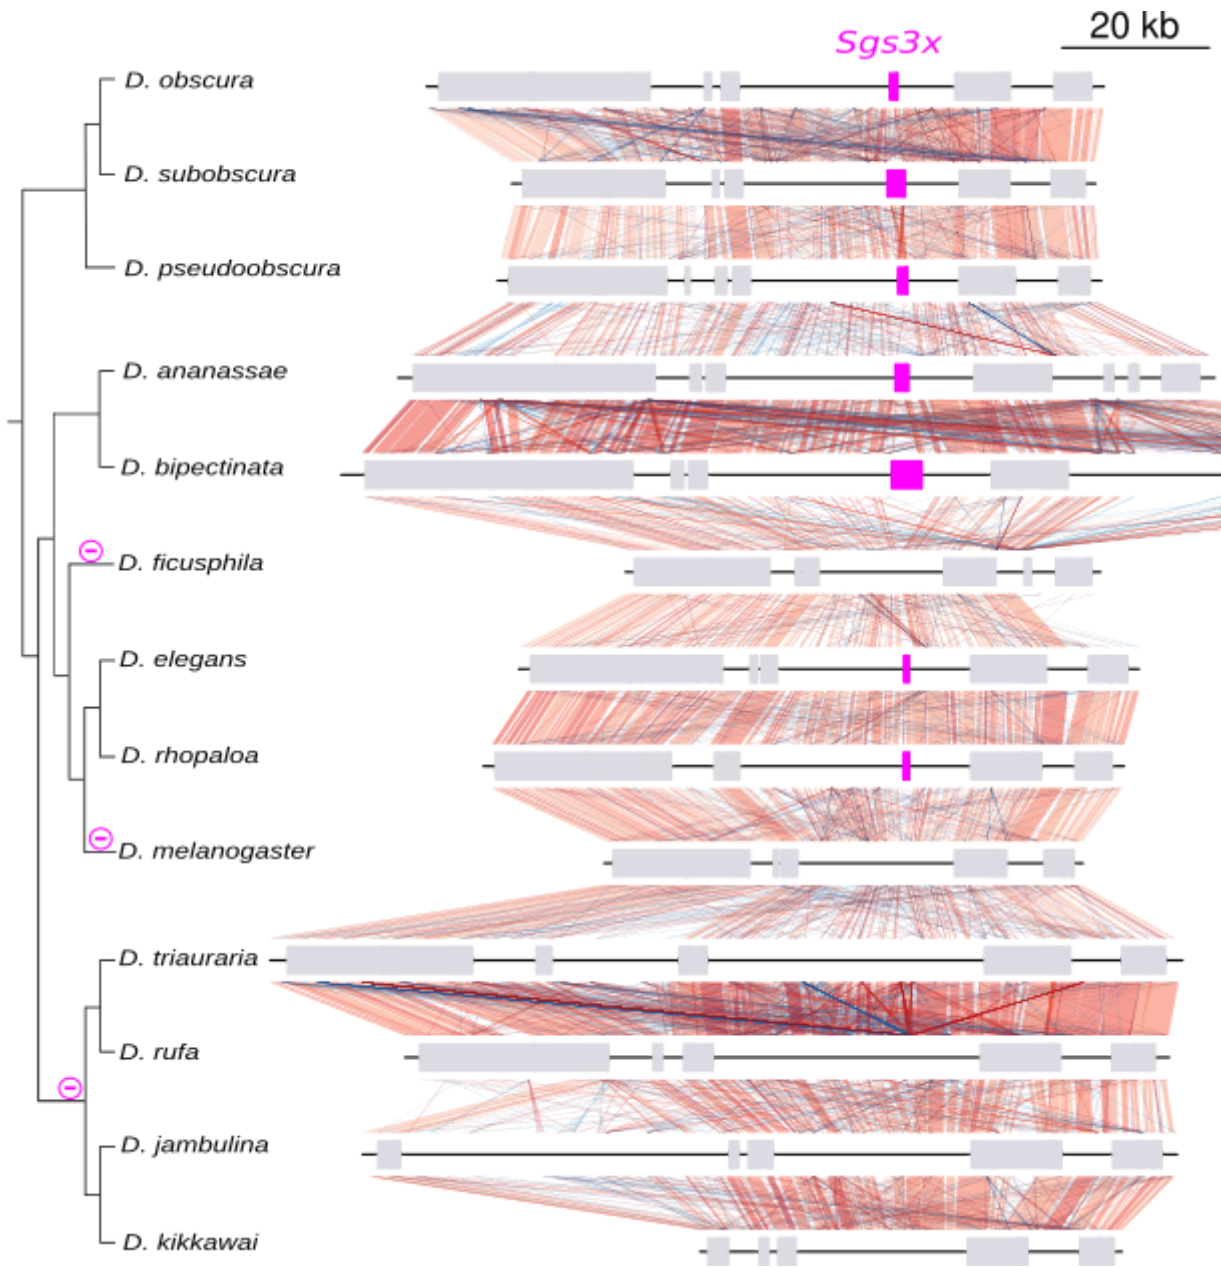 20 kb
Sgs3x
D. obscura
D. subobscura
D. pseudoobscura
D. ananassae
D. bipectinata
D. ficusphila
D. elegans
D. rhopaloa
D. melanogaster
D. triauraria
D. rufa
D. jambulina
D. kikkawai